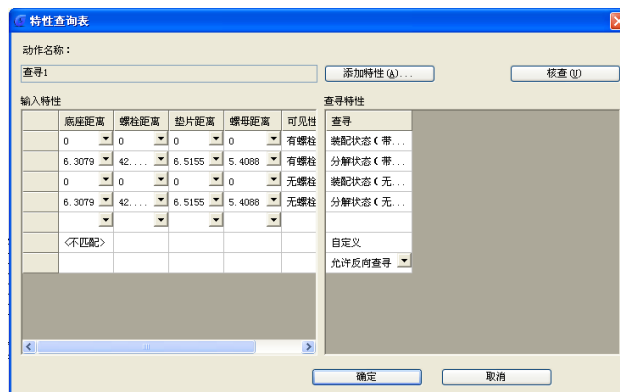 特性查询表
动作名称：
查寻1 添加特性(A)... 核查(U)
输入特性 查寻特性
底座距离 螺栓距离 垫片距离 螺母距离 可见性 查寻
0 0 0 0 有螺栓 装配状态(带...
6.3079 42.... 6.5155 5.4088 有螺栓 分解状态(带...
0 0 0 0 无螺栓 装配状态(无...
6.3079 42.... 6.5155 5.4088 无螺栓 分解状态(无...
<不匹配> 自定义
允许反向查寻
确定 取消